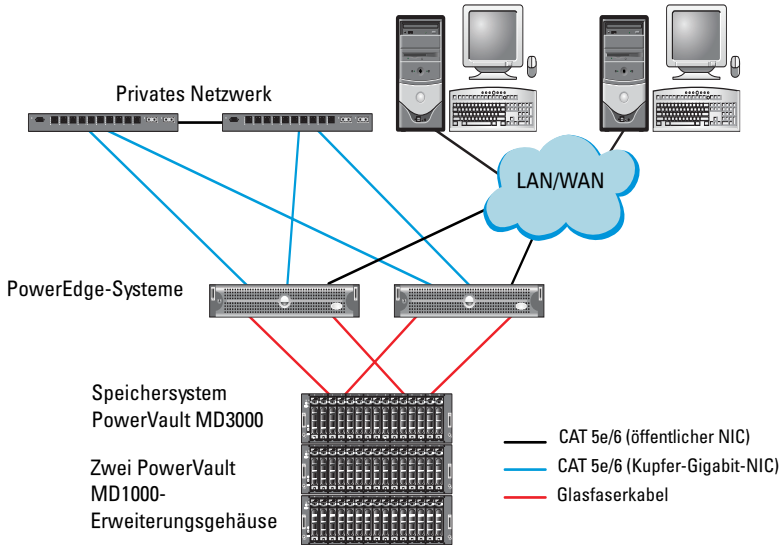 Privates Netzwerk
LAN/WAN
PowerEdge-Systeme
Speichersystem
PowerVault MD3000
Zwei PowerVault
MD1000-
Erweiterungsgehäuse
CAT 5e/6 (öffentlicher NIC)
CAT 5e/6 (Kupfer-Gigabit-NIC)
Glasfaserkabel